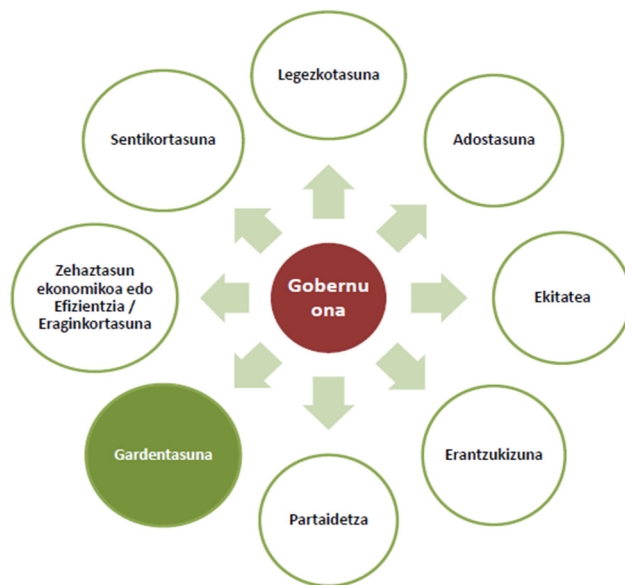 Legezkotasuna
Sentikortasuna
Adostasuna
Zehaztasun
ekonomikoa edo
Efizientzia /
Eraginkortasuna
Gobernu
ona
Ekitatea
Gardentasuna
Erantzukizuna
Partaidetza